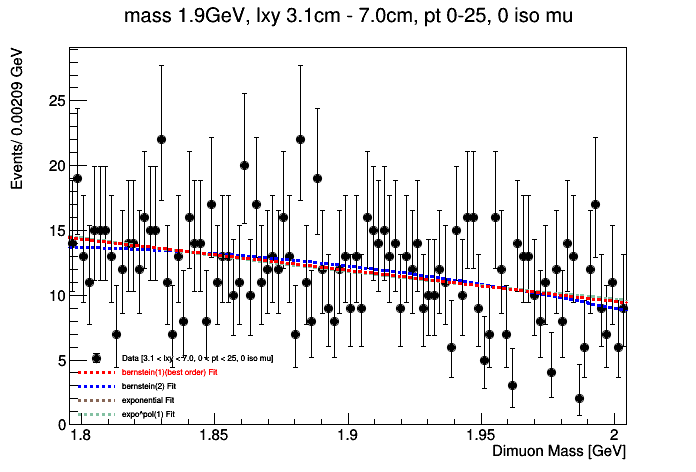 mass 1.9GeV, lxy 3.1cm - 7.0cm, pt 0-25, 0 iso mu
Events/ 0.00209 GeV
25
20
15
10
5
0
Data [3.1 < lxy < 7.0, 0 < pt < 25, 0 iso mu]
bernstein(1)(best order) Fit
bernstein(2) Fit
exponential Fit
expo*pol(1) Fit
1.8 1.85 1.9 1.95 2
Dimuon Mass [GeV]